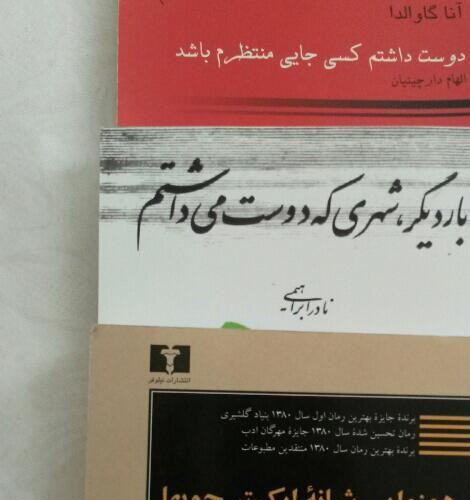 آنا گاوالدا
دوست داشتم کسی جایی منتظرم باشد
الهام دارچینیان
بار دیگر، شهری که دوست می داشتم
نادر ابراهیمی
انتشارات نیلوفر
برندهٔ جایزهٔ بهترین رمان اول سال ۱۳۸۰ بنیاد گلشیری
رمان تحسین شدهٔ سال ۱۳۸۰ جایزهٔ مهرگان ادب
برندهٔ بهترین رمان سال ۱۳۸۰ منتقدین مطبوعات